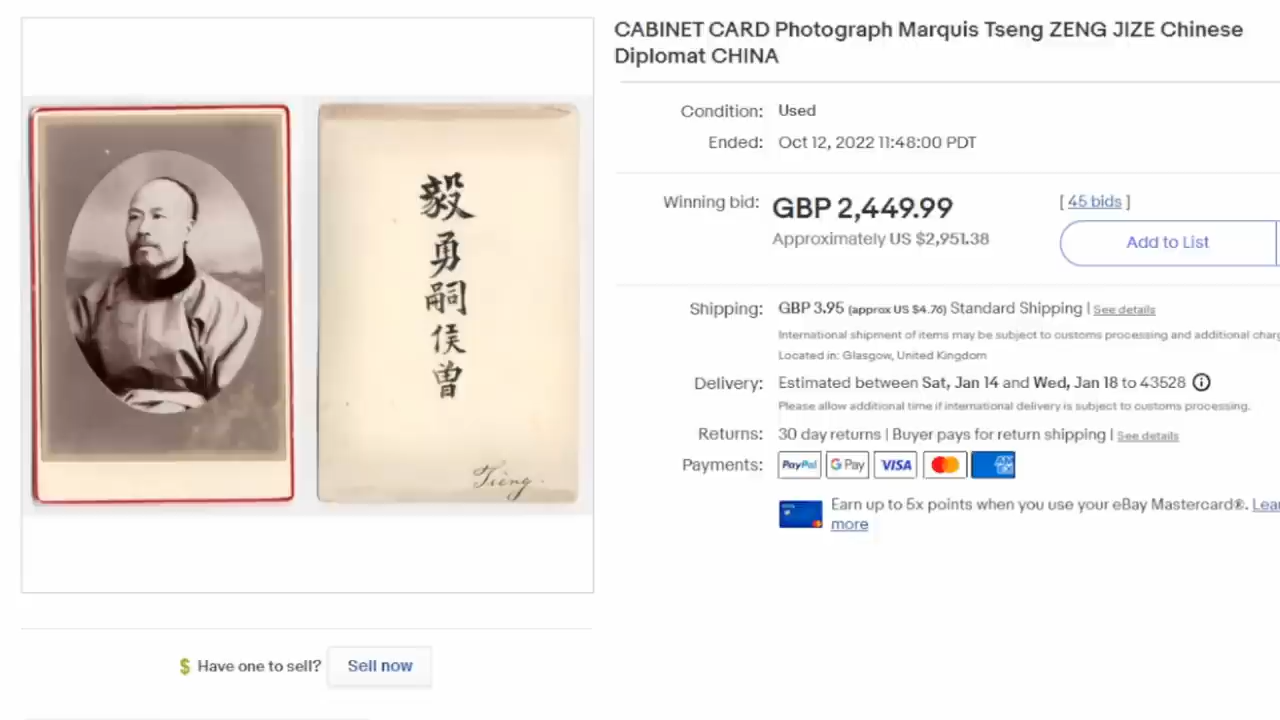 毅勇嗣侯曾
Tseng.
CABINET CARD Photograph Marquis Tseng ZENG JIZE Chinese
Diplomat CHINA
Condition: Used
Ended: Oct 12, 2022 11:48:00 PDT
Winning bid: GBP 2,449.99 [ 45 bids ]
Approximately US $2,951.38
Add to List
Shipping: GBP 3.95 (approx US $4.76) Standard Shipping | See details
International shipment of items may be subject to customs processing and additional charg
Located in: Glasgow, United Kingdom
Delivery: Estimated between Sat, Jan 14 and Wed, Jan 18 to 43528
Please allow additional time if international delivery is subject to customs processing.
Returns: 30 day returns | Buyer pays for return shipping | See details
Payments: PayPal G Pay VISA
Earn up to 5x points when you use your eBay Mastercard®. Lear
more
$ Have one to sell? Sell now